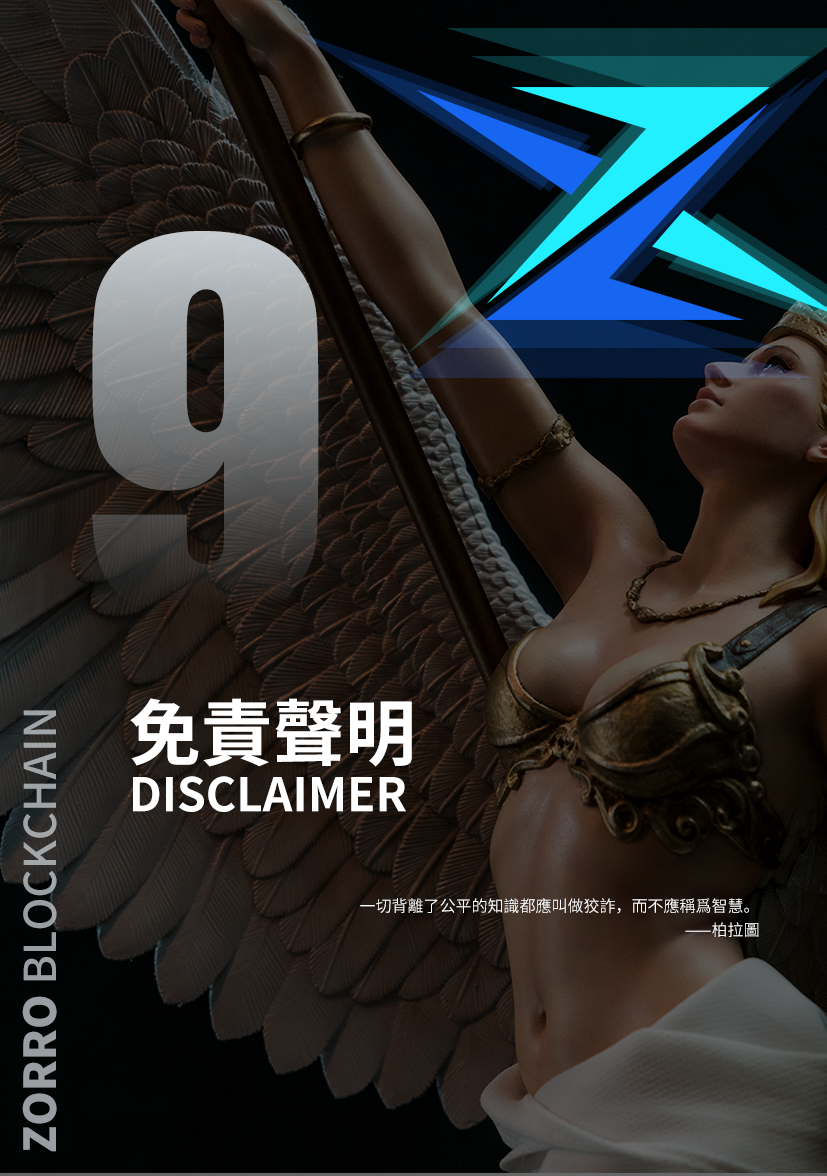 9
免責聲明
DISCLAIMER
一切背離了公平的知識都應叫做狡詐，而不應稱爲智慧。
——柏拉圖
ZORRO BLOCKCHAIN